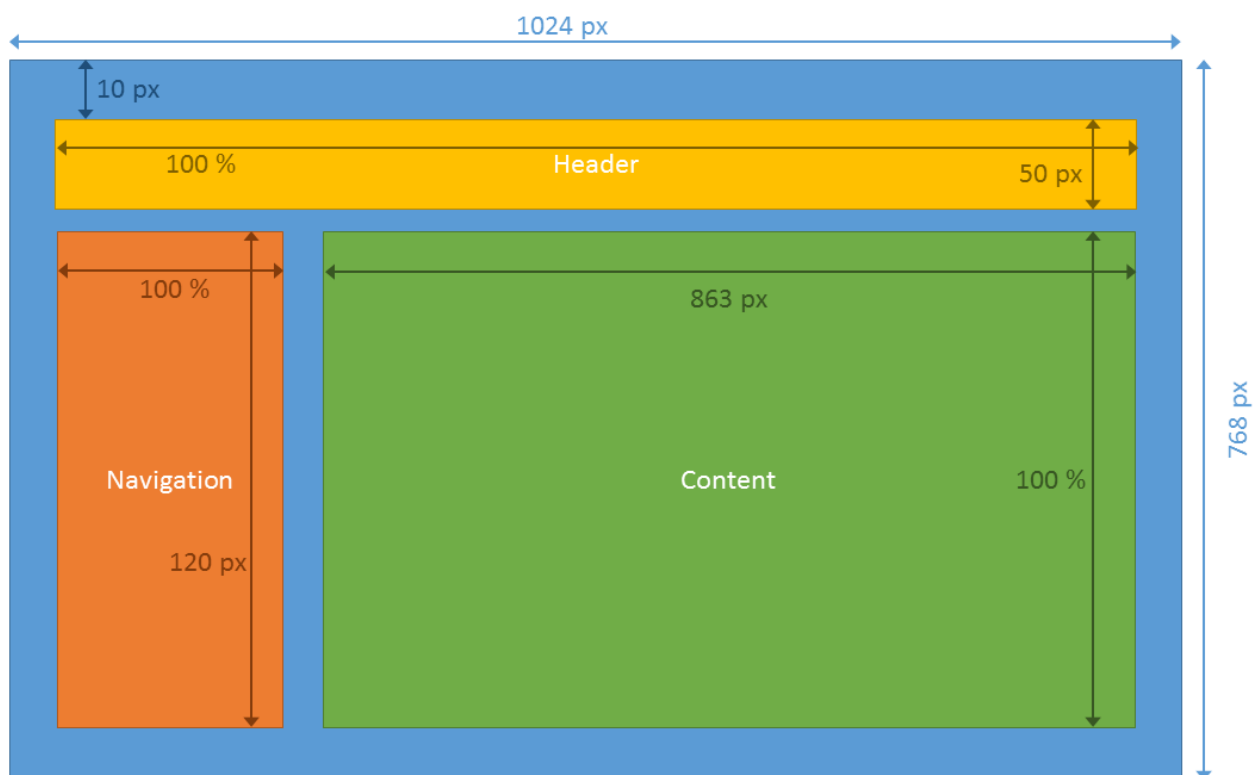 1024 px
10 px
100 %
Header
50 px
100 %
863 px
768 px
Navigation
Content
100 %
120 px